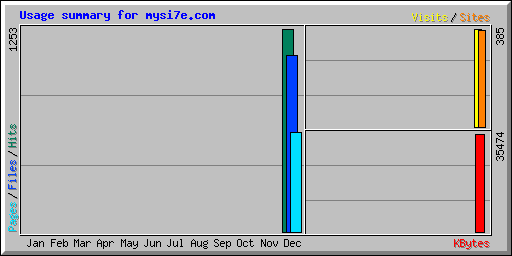 Usage summary for mysi7e.com
Visits / Sites
1253
385
Pages / Files / Hits
35474
Jan Feb Mar Apr May Jun Jul Aug Sep Oct Nov Dec
KBytes